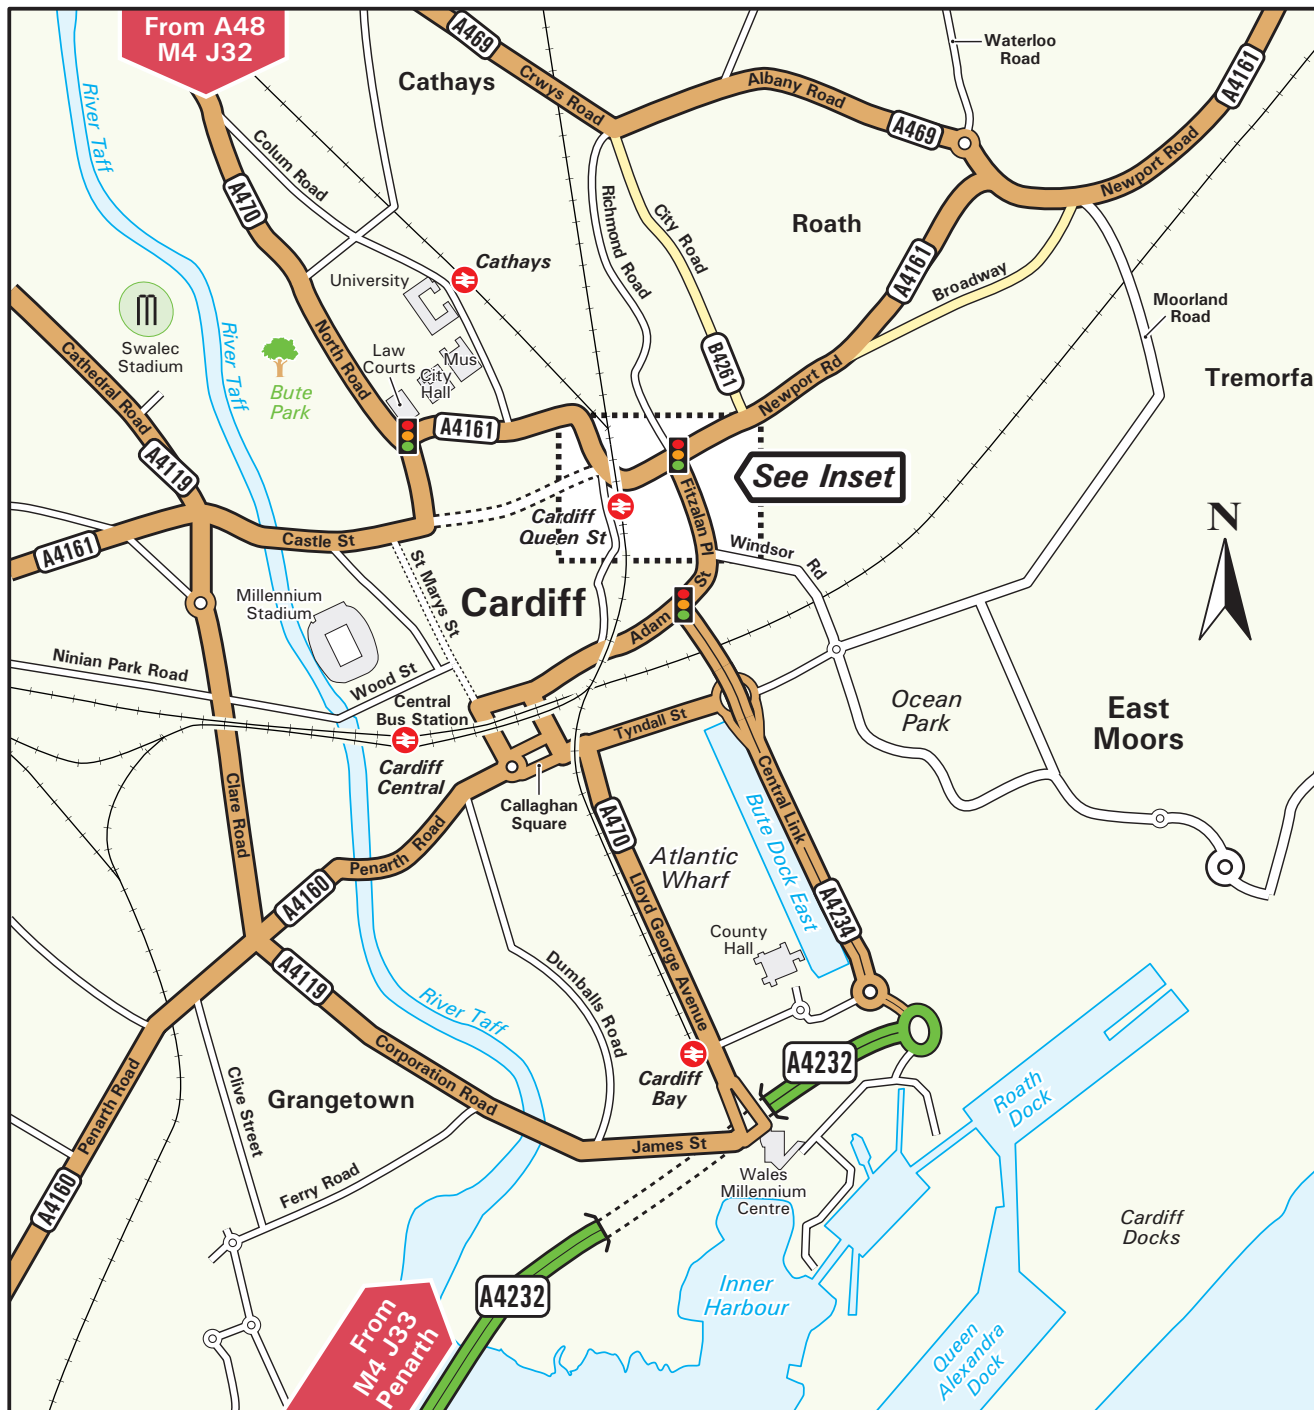 From A48
M4 J32
A469
Crwys Road
Cathays
Albany Road
A469
Waterloo
Road
A4161
Newport Road
River Taff
Colum Road
A470
Richmond Road
City Road
Roath
Cathays
University
A4161
Broadway
Moorland
Road
Swalec
Stadium
River Taff
Bute
Park
North Road
Law
Courts
Mus
City
Hall
B4261
Newport Rd
Tremorfa
Cathedral Road
A4119
A4161
See Inset
Cardiff
Queen St
Fitzalan Pl
N
A4161
Castle St
St Marys St
Windsor Rd
Millennium
Stadium
Cardiff
Adam St
Ninian Park Road
Wood St
Central
Bus Station
Cardiff
Central
Tyndall St
Ocean
Park
East
Moors
Clare Road
Callaghan
Square
Central Link
Bute Dock East
A470
Penarth Road
Atlantic
Wharf
Lloyd George Avenue
A4160
A4234
County
Hall
A4119
Dumballs Road
River Taff
Corporation Road
A4232
Cardiff
Bay
Roath
Dock
Penarth Road
Clive Street
Grangetown
James St
Ferry Road
Wales
Millennium
Centre
A4160
Cardiff
Docks
A4232
Inner
Harbour
From
M4 J33
Penarth
Queen
Alexandra
Dock